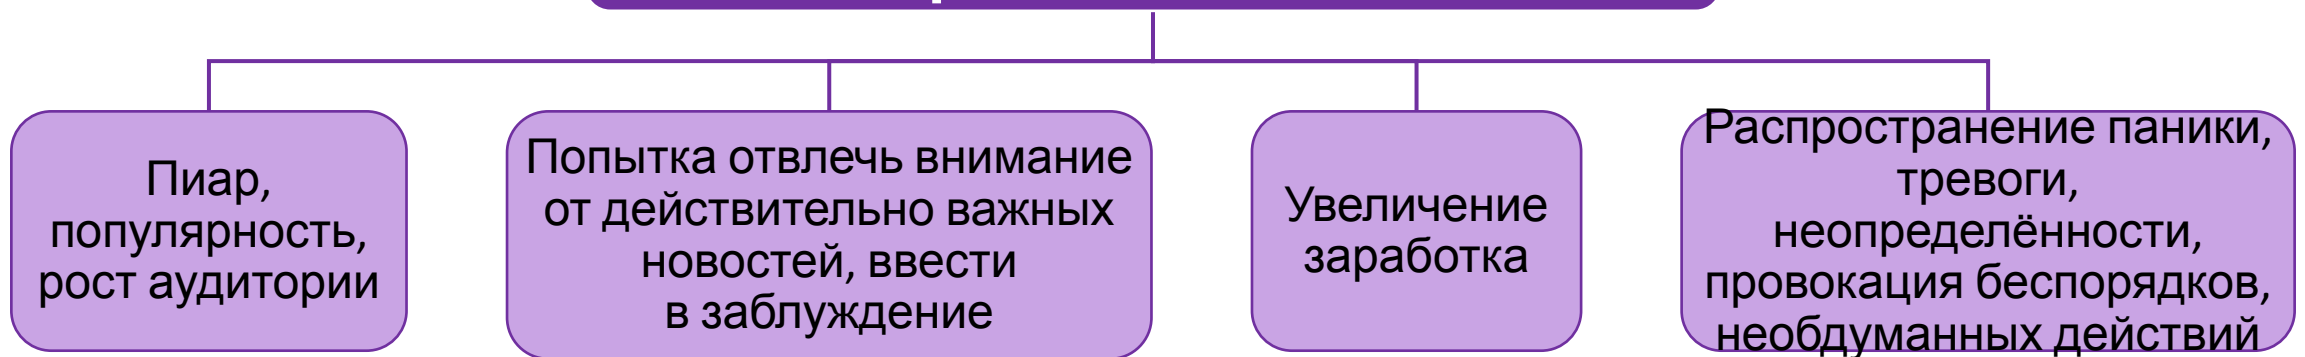 Пиар,
популярность,
рост аудитории
Попытка отвлечь внимание
от действительно важных
новостей, ввести
в заблуждение
Увеличение
заработка
Распространение паники,
тревоги,
неопределённости,
провокация беспорядков,
необдуманных действий